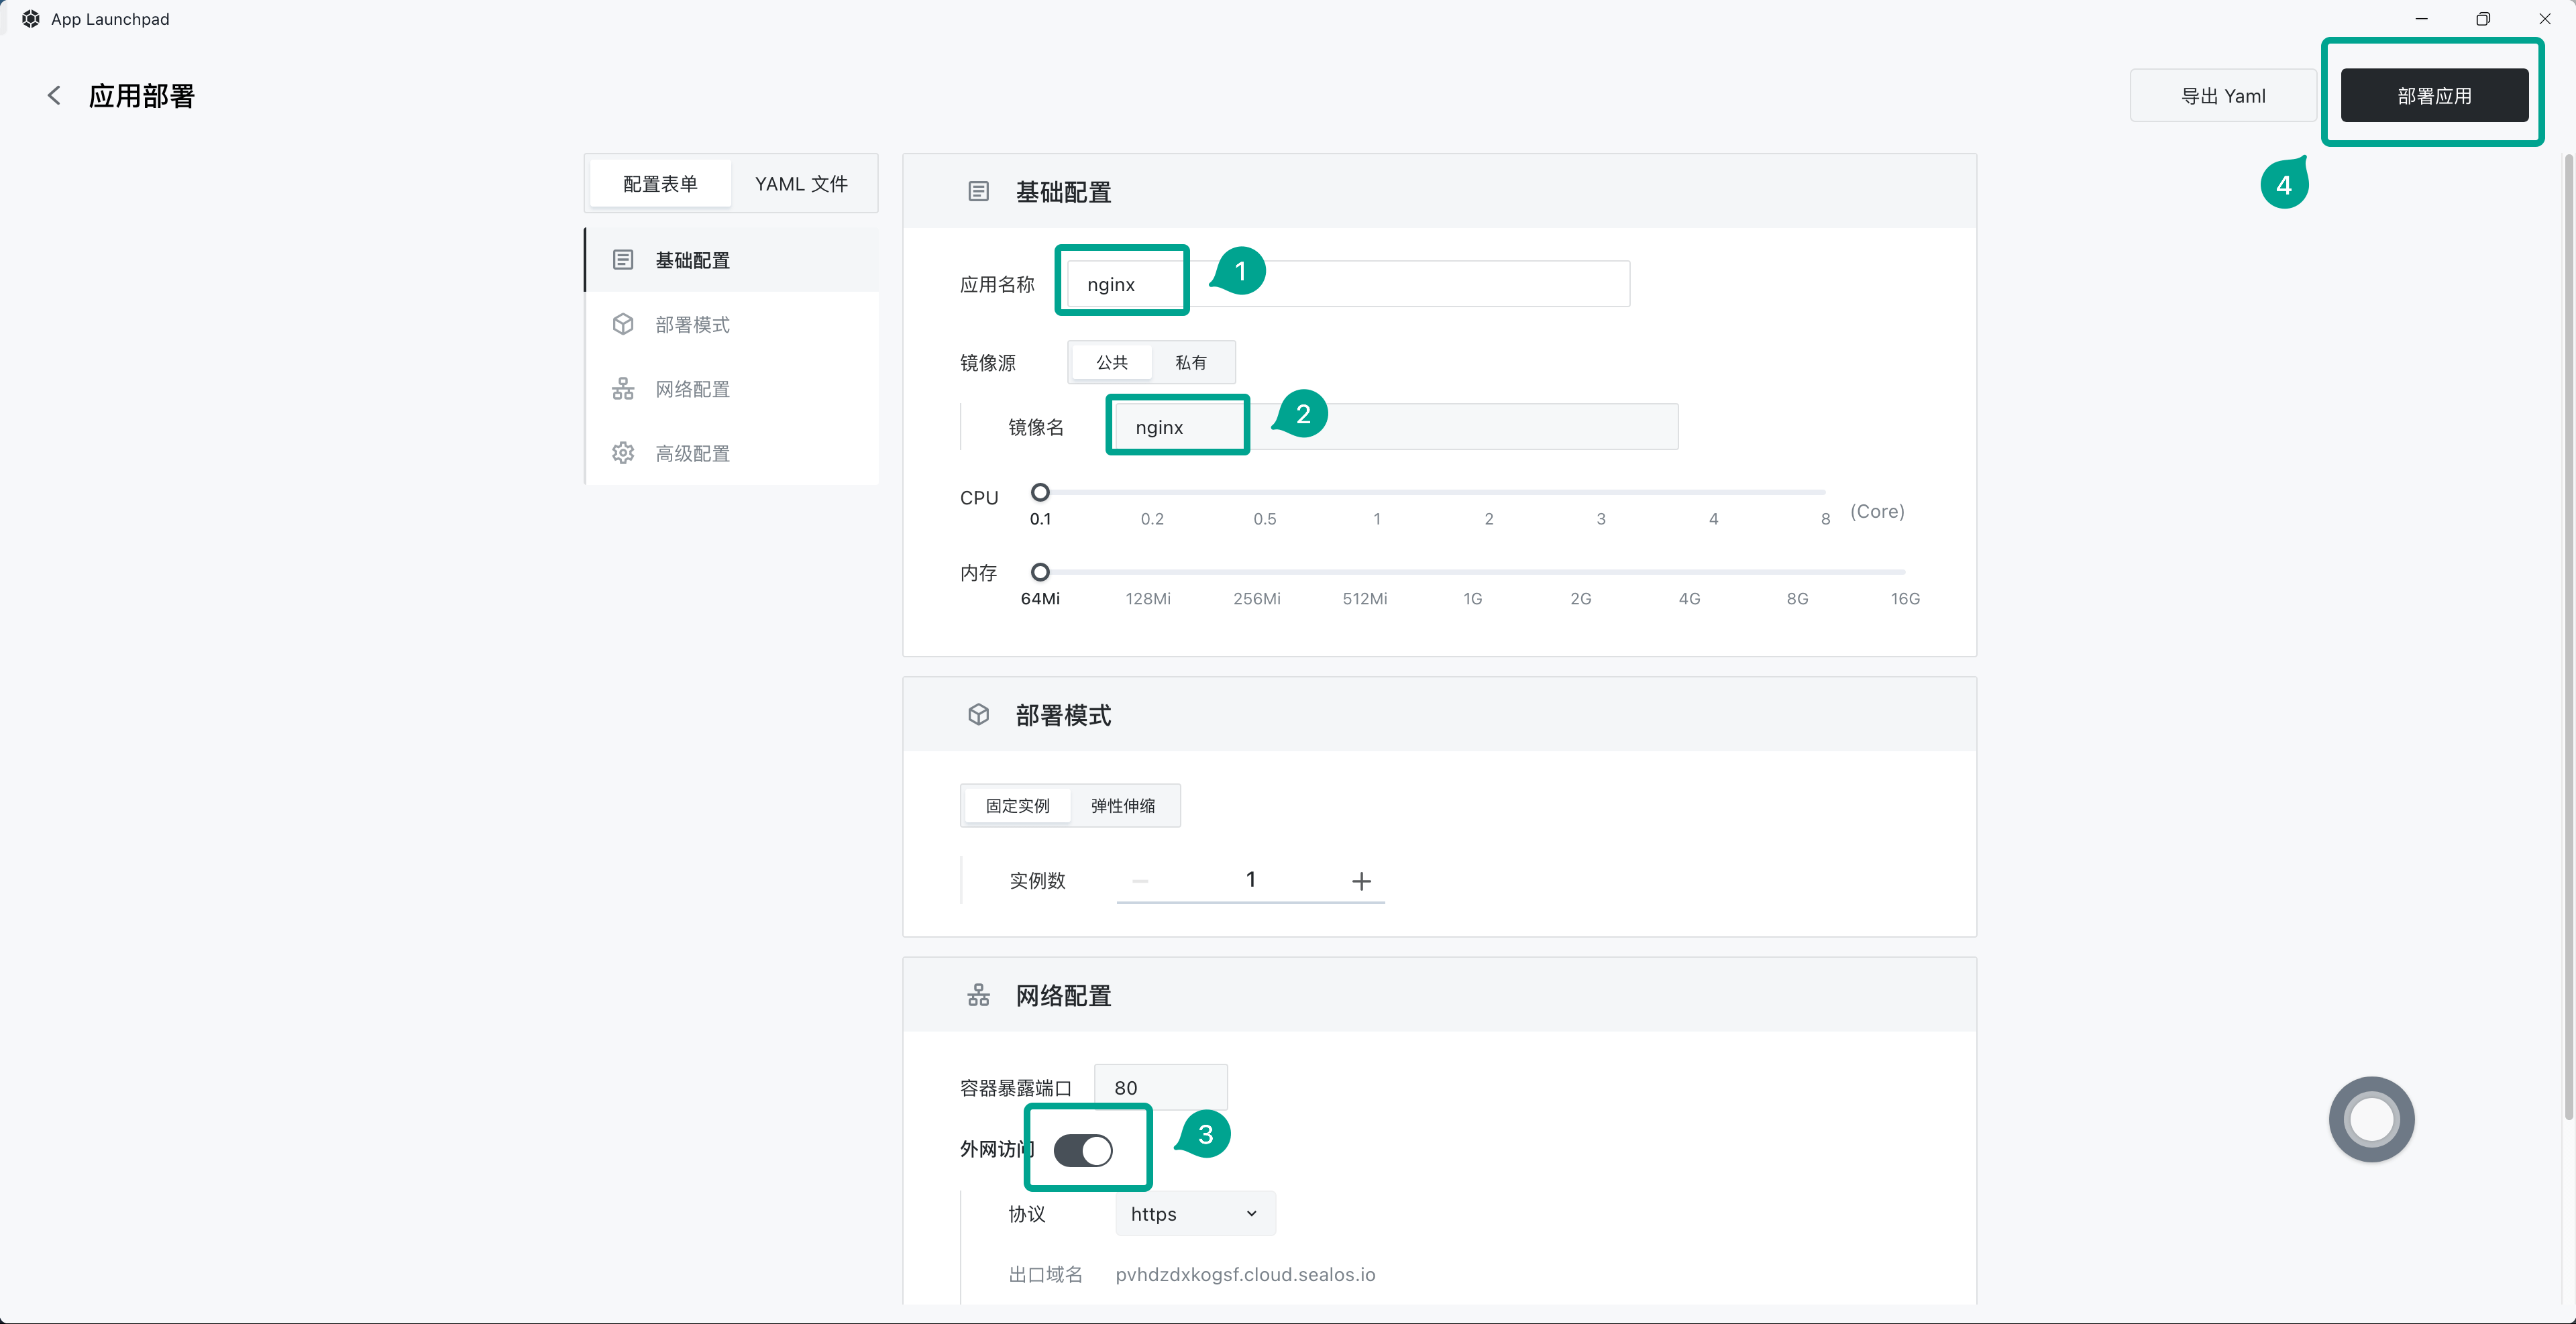 App Launchpad
应用部署
导出 Yaml
部署应用
4
配置表单 YAML 文件
基础配置
部署模式
网络配置
高级配置
基础配置
应用名称 nginx 1
镜像源 公共 私有
镜像名 nginx 2
CPU 0.1 0.2 0.5 1 2 3 4 8 (Core)
内存 64Mi 128Mi 256Mi 512Mi 1G 2G 4G 8G 16G
部署模式
固定实例 弹性伸缩
实例数 1
网络配置
容器暴露端口 80
外网访问 3
协议 https
出口域名 pvhdzdxkogsf.cloud.sealos.io